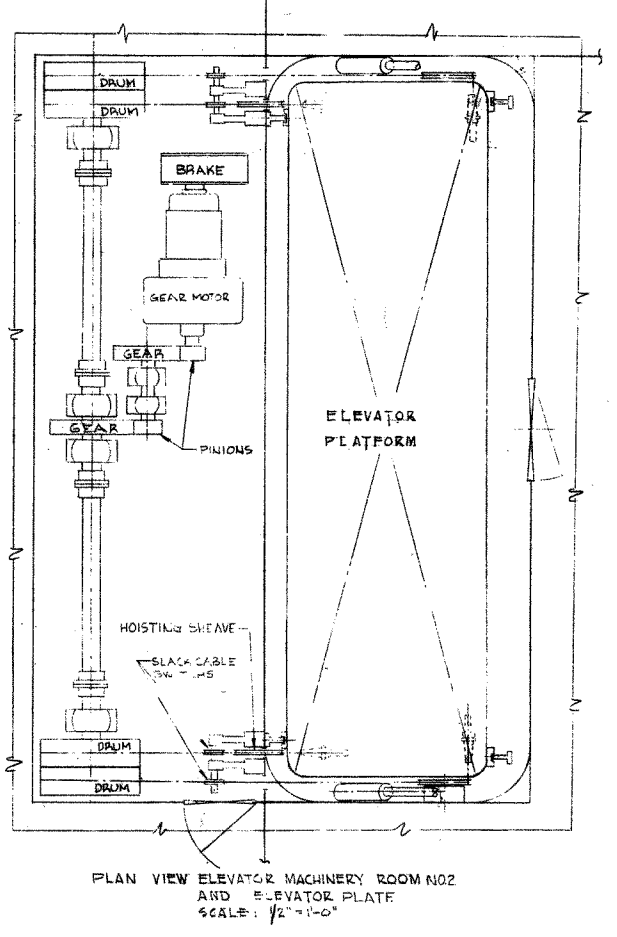 DRUM
DRUM
BRAKE
GEAR MOTOR
GEAR
GEAR
PINIONS
ELEVATOR
PLATFORM
HOISTING SHEAVE
SLACK CABLE
DRUM
DRUM
PLAN VIEW ELEVATOR MACHINERY ROOM NO.2
AND ELEVATOR PLATE
SCALE: 1/2" = 1'-0"